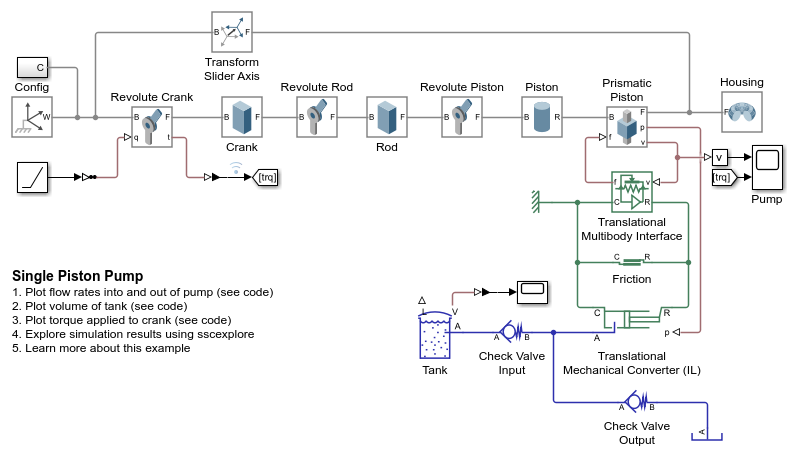 B
F
Transform
Slider Axis
C
Config
W
Revolute Crank
B
F
q
t
B
F
Crank
Revolute Rod
B
F
B
F
Rod
Revolute Piston
B
F
Piston
B
R
Prismatic
Piston
B
F
p
f
v
Housing
F
[trq]
v
[trq]
Pump
f
v
C
R
Translational
Multibody Interface
C
R
Friction
Single Piston Pump
1. Plot flow rates into and out of pump (see code)
2. Plot volume of tank (see code)
3. Plot torque applied to crank (see code)
4. Explore simulation results using sscexplore
5. Learn more about this example
L
V
A
Tank
A
B
Check Valve
Input
C
R
A
p
Translational
Mechanical Converter (IL)
A
B
Check Valve
Output
A